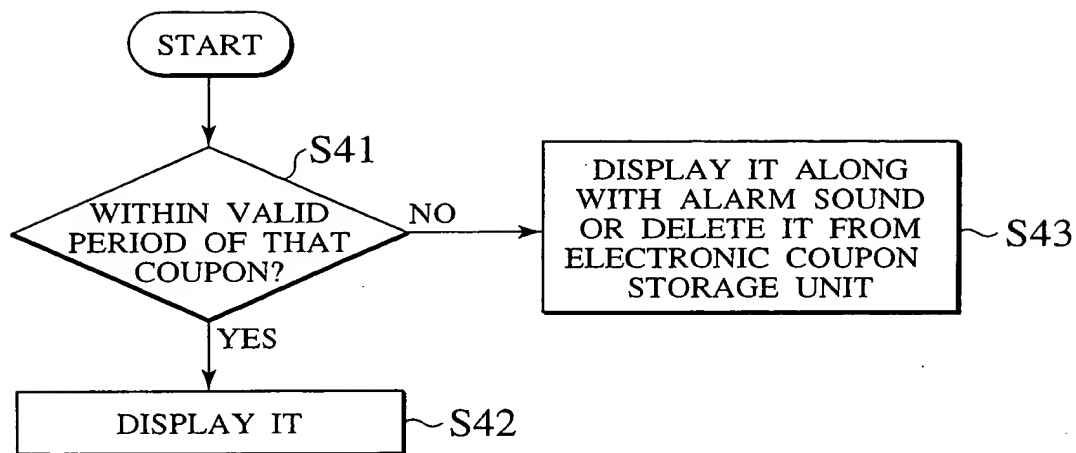 START
S41
WITHIN VALID
PERIOD OF THAT
COUPON?
NO
DISPLAY IT ALONG
WITH ALARM SOUND
OR DELETE IT FROM
ELECTRONIC COUPON
STORAGE UNIT
S43
YES
DISPLAY IT
S42